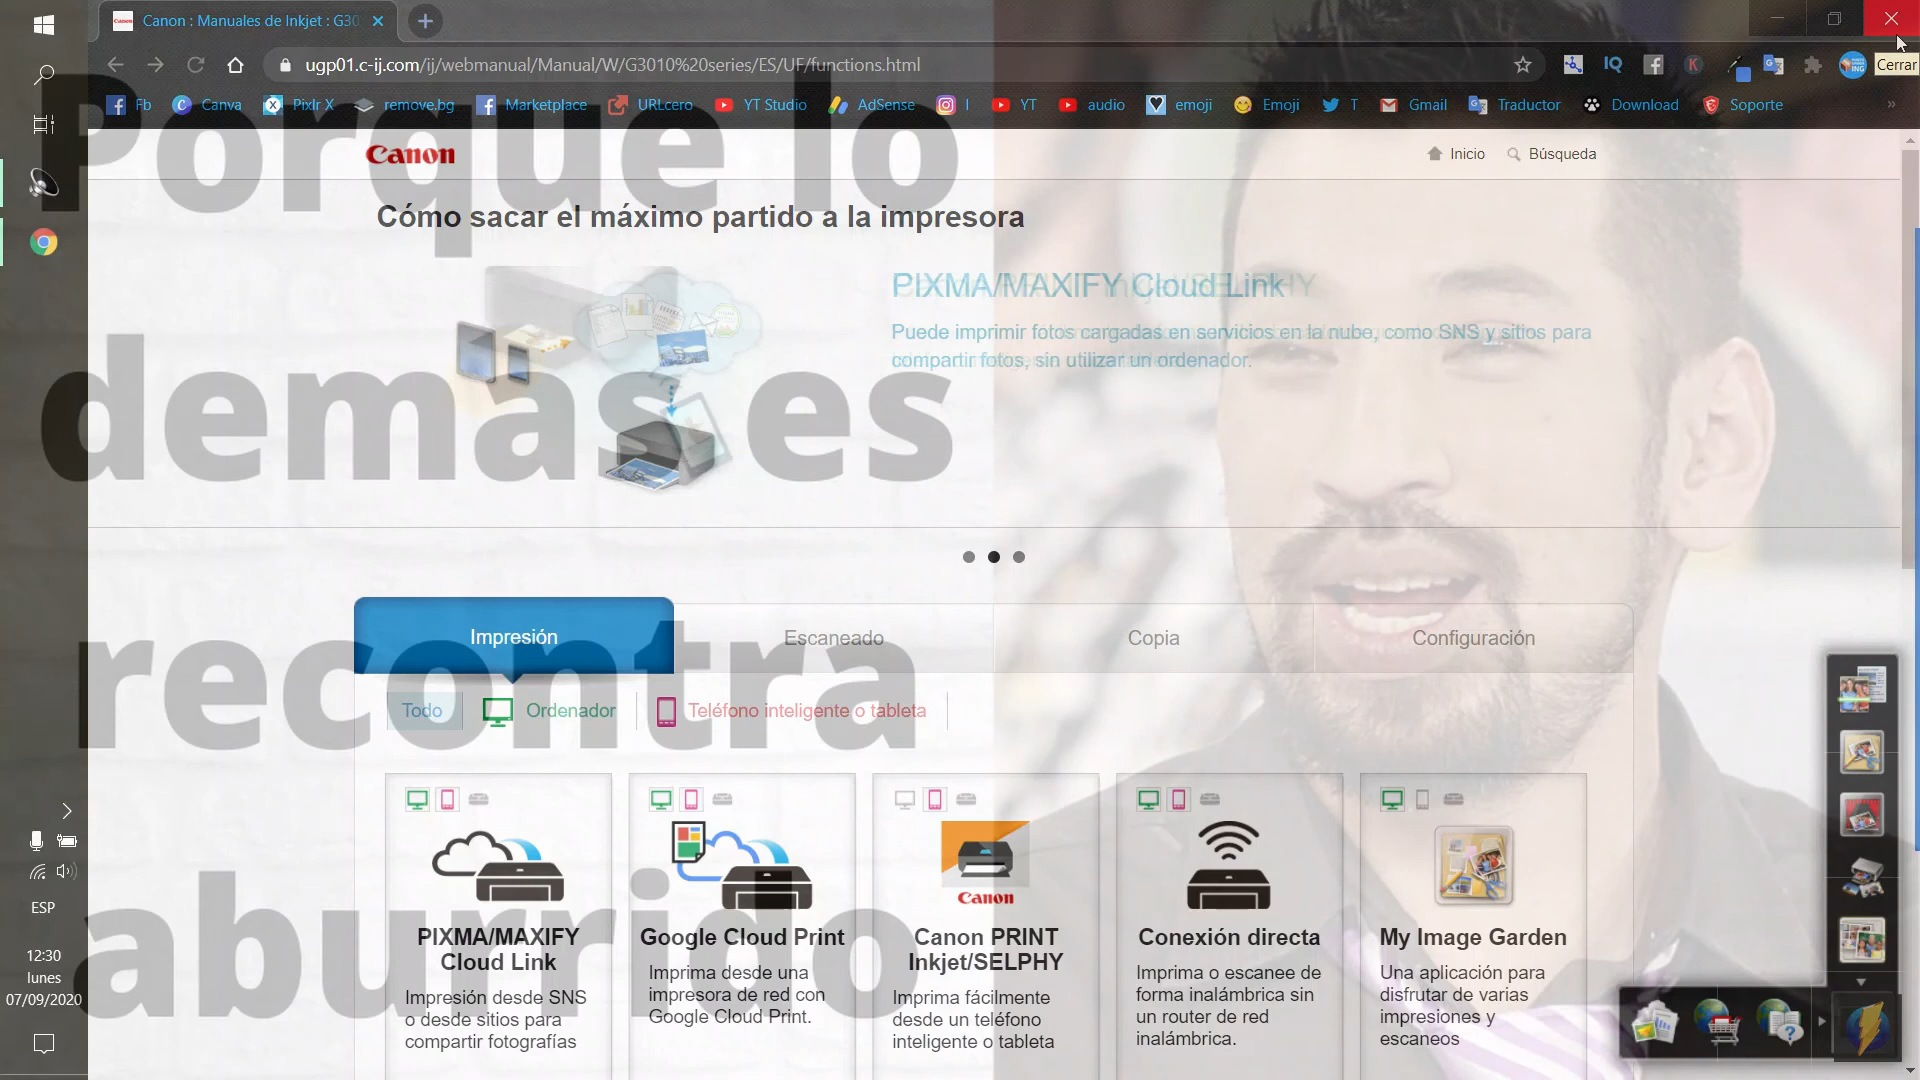 Canon : Manuales de Inkjet : G30
Cerrar
ugp01.c-ij.com/ij/webmanual/Manual/W/G3010%20series/ES/UF/functions.html
Fb
Canva
Pixlr X
remove.bg
Marketplace
URLcero
YT Studio
AdSense
I
YT
audio
emoji
Emoji
T
Gmail
Traductor
Download
Soporte
Canon
Inicio
Búsqueda
Cómo sacar el máximo partido a la impresora
PIXMA/MAXIFY Cloud Link
Puede imprimir fotos cargadas en servicios en la nube, como SNS y sitios para
compartir fotos, sin utilizar un ordenador.
Porque lo
demas es
recontra
aburrido
Impresión
Escaneado
Copia
Configuración
Todo
Ordenador
Teléfono inteligente o tableta
PIXMA/MAXIFY
Cloud Link
Impresión desde SNS
o desde sitios para
compartir fotografías
Google Cloud Print
Imprima desde una
impresora de red con
Google Cloud Print.
Canon
Canon PRINT
Inkjet/SELPHY
Imprima fácilmente
desde un teléfono
inteligente o tableta
Conexión directa
Imprima o escanee de
forma inalámbrica sin
un router de red
inalámbrica.
My Image Garden
Una aplicación para
disfrutar de varias
impresiones y
escaneos
ESP
12:30
lunes
07/09/2020